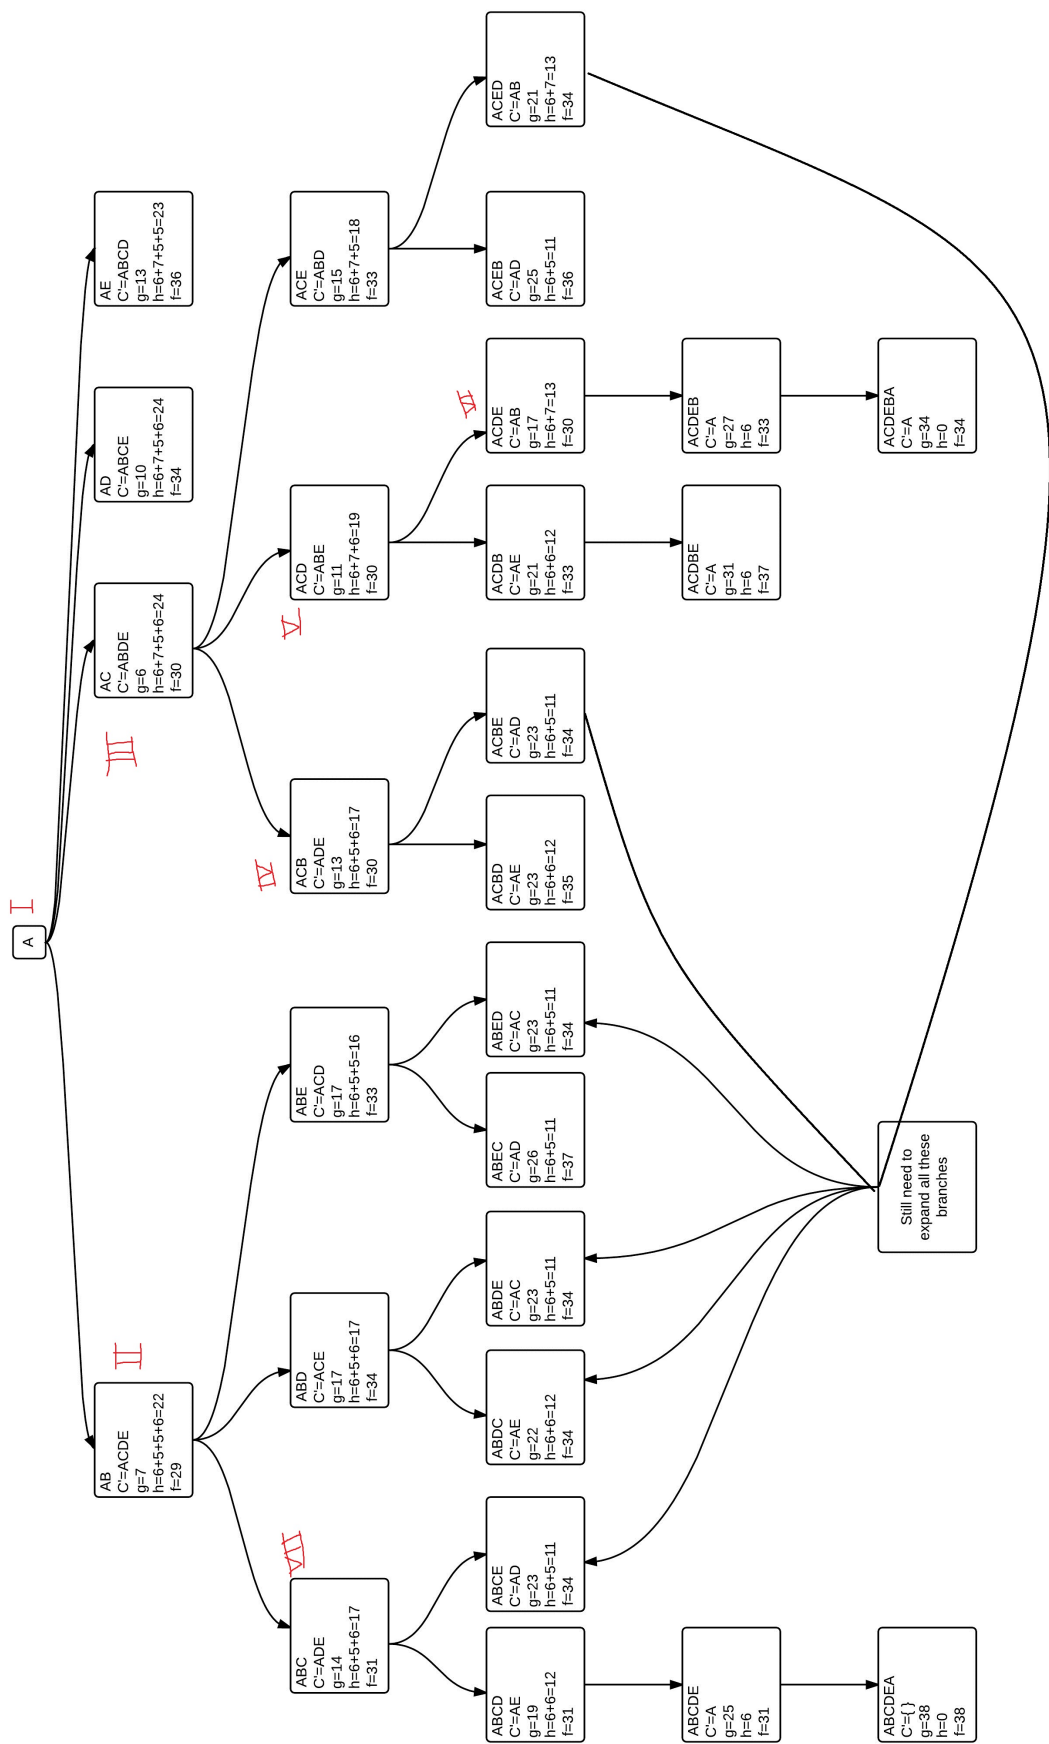 I
A
II
AB
C'=ACDE
g=7
h=6+5+5+6=22
f=29
III
AC
C'=ABDE
g=6
h=6+7+5+6=24
f=30
AD
C'=ABCE
g=10
h=6+7+5+6=24
f=34
AE
C'=ABCD
g=13
h=6+7+5+5=23
f=36
VII
ABC
C'=ADE
g=14
h=6+5+6=17
f=31
ABD
C'=ACE
g=17
h=6+5+6=17
f=34
ABE
C'=ACD
g=17
h=6+5+5=16
f=33
IV
ACB
C'=ADE
g=13
h=6+5+6=17
f=30
V
ACD
C'=ABE
g=11
h=6+7+6=19
f=30
ACE
C'=ABD
g=15
h=6+7+5=18
f=33
ABCD
C'=AE
g=19
h=6+6=12
f=31
ABCE
C'=AD
g=23
h=6+5=11
f=34
ABDC
C'=AE
g=22
h=6+6=12
f=34
ABDE
C'=AC
g=23
h=6+5=11
f=34
ABEC
C'=AD
g=26
h=6+5=11
f=37
ABED
C'=AC
g=23
h=6+5=11
f=34
ACBD
C'=AE
g=23
h=6+6=12
f=35
ACBE
C'=AD
g=23
h=6+5=11
f=34
ACDB
C'=AE
g=21
h=6+6=12
f=33
VI
ACDE
C'=AB
g=17
h=6+7=13
f=30
ACEB
C'=AD
g=25
h=6+5=11
f=36
ACED
C'=AB
g=21
h=6+7=13
f=34
ABCDE
C'=A
g=25
h=6
f=31
ACDBE
C'=A
g=31
h=6
f=37
ACDEB
C'=A
g=27
h=6
f=33
ABCDEA
C'={ }
g=38
h=0
f=38
Still need to
expand all these
branches
ACDEBA
C'=A
g=34
h=0
f=34